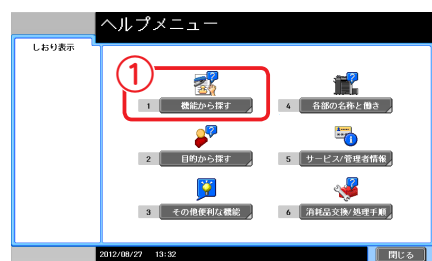 ヘルプメニュー
しおり表示
①
1 機能から探す
4 各部の名称と働き
2 目的から探す
5 サービス/管理者情報
3 その他便利な機能
6 消耗品交換/処理手順
2012/08/27 13:32
閉じる